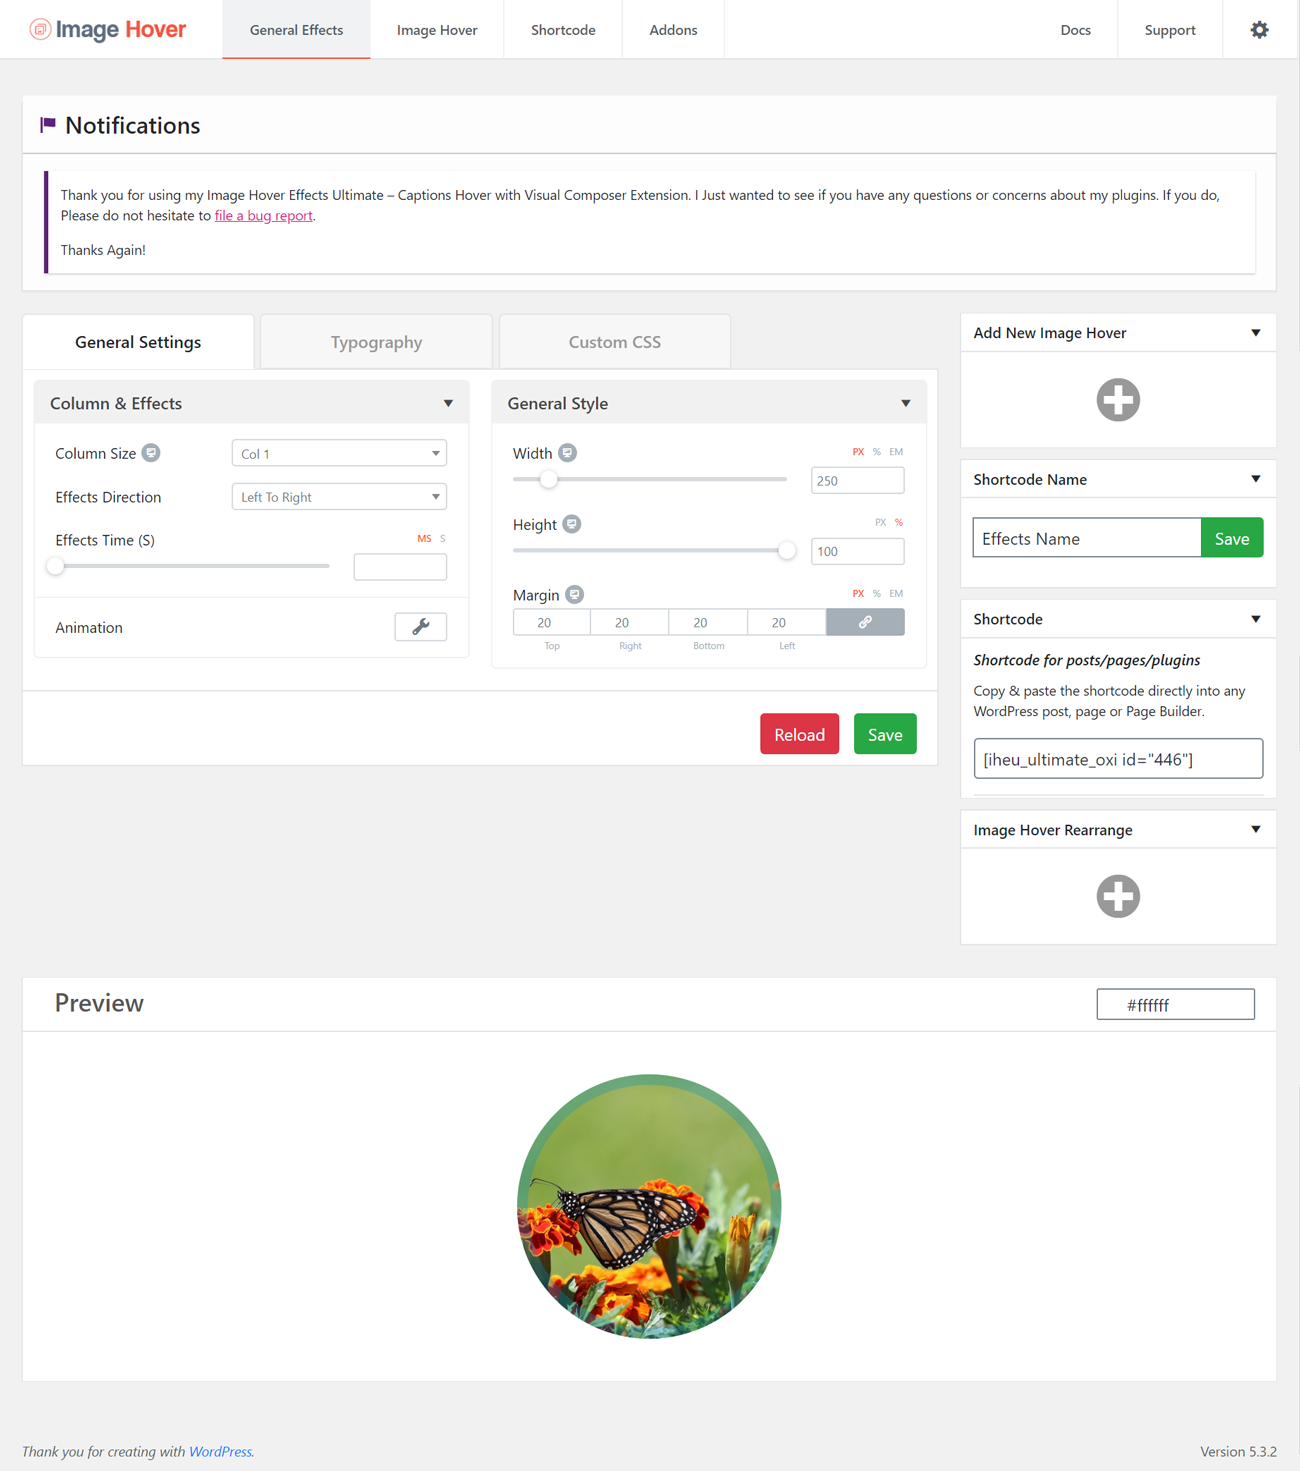 Image Hover
General Effects
Image Hover
Shortcode
Addons
Docs
Support
Notifications
Thank you for using my Image Hover Effects Ultimate – Captions Hover with Visual Composer Extension. I Just wanted to see if you have any questions or concerns about my plugins. If you do,
Please do not hesitate to file a bug report.
Thanks Again!
General Settings
Typography
Custom CSS
Column & Effects
Column Size
Col 1
Effects Direction
Left To Right
Effects Time (S)
MS S
Animation
General Style
Width
PX % EM
250
Height
PX %
100
Margin
PX % EM
20 20 20 20
Top Right Bottom Left
Reload
Save
Add New Image Hover
Shortcode Name
Effects Name
Save
Shortcode
Shortcode for posts/pages/plugins
Copy & paste the shortcode directly into any
WordPress post, page or Page Builder.
[iheu_ultimate_oxi id="446"]
Image Hover Rearrange
Preview
#ffffff
Thank you for creating with WordPress.
Version 5.3.2